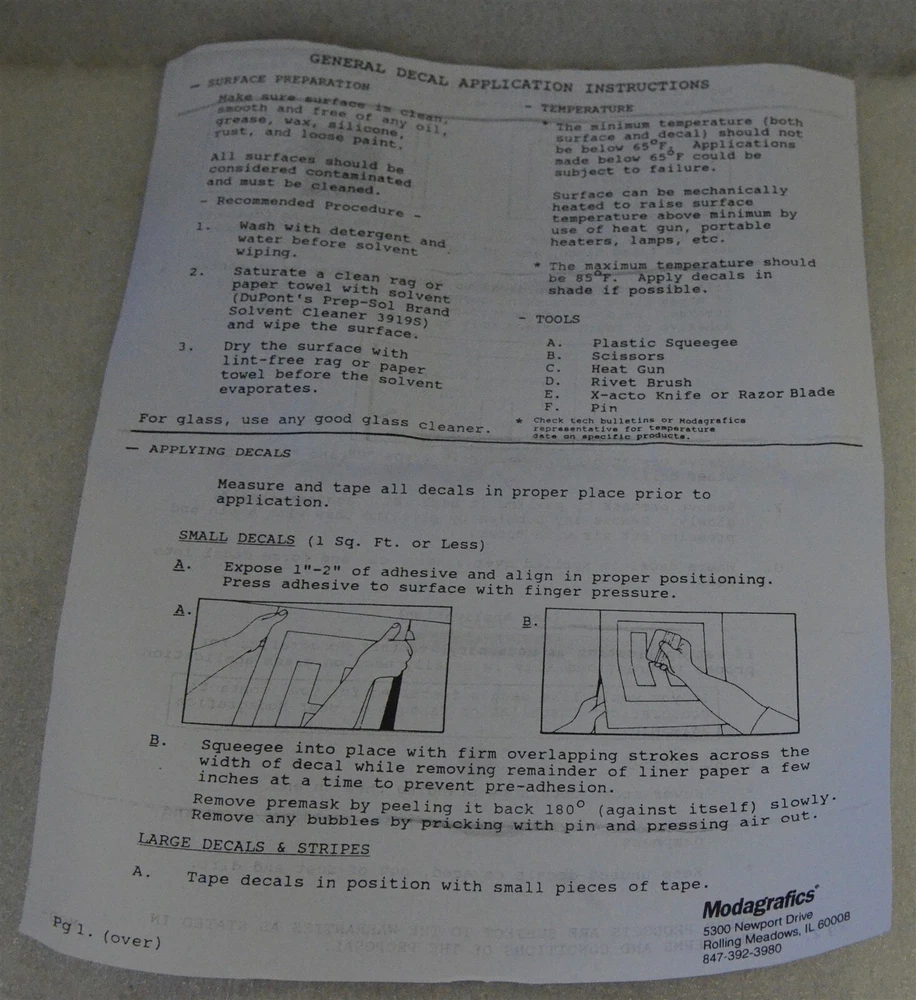 GENERAL DECAL APPLICATION INSTRUCTIONS
— SURFACE PREPARATION
Make sure surface is clean,
smooth and free of any oil,
grease, wax, silicone,
rust, and loose paint.
All surfaces should be
considered contaminated
and must be cleaned.
- Recommended Procedure -
1. Wash with detergent and
water before solvent
wiping.
2. Saturate a clean rag or
paper towel with solvent
(DuPont's Prep-Sol Brand
Solvent Cleaner 3919S)
and wipe the surface.
3. Dry the surface with
lint-free rag or paper
towel before the solvent
evaporates.
For glass, use any good glass cleaner.
- TEMPERATURE
* The minimum temperature (both
surface and decal) should not
be below 65°F. Applications
made below 65°F could be
subject to failure.
Surface can be mechanically
heated to raise surface
temperature above minimum by
use of heat gun, portable
heaters, lamps, etc.
* The maximum temperature should
be 85°F. Apply decals in
shade if possible.
- TOOLS
A. Plastic Squeegee
B. Scissors
C. Heat Gun
D. Rivet Brush
E. X-acto Knife or Razor Blade
F. Pin
* Check tech bulletins or Modagrafics
representative for temperature
data on specific products.
— APPLYING DECALS
Measure and tape all decals in proper place prior to
application.
SMALL DECALS (1 Sq. Ft. or Less)
A. Expose 1"-2" of adhesive and align in proper positioning.
Press adhesive to surface with finger pressure.
A.
B.
B. Squeegee into place with firm overlapping strokes across the
width of decal while removing remainder of liner paper a few
inches at a time to prevent pre-adhesion.
Remove premask by peeling it back 180° (against itself) slowly.
Remove any bubbles by pricking with pin and pressing air out.
LARGE DECALS & STRIPES
A. Tape decals in position with small pieces of tape.
Pg 1. (over)
Modagrafics
5300 Newport Drive
Rolling Meadows, IL 60008
847-392-3980